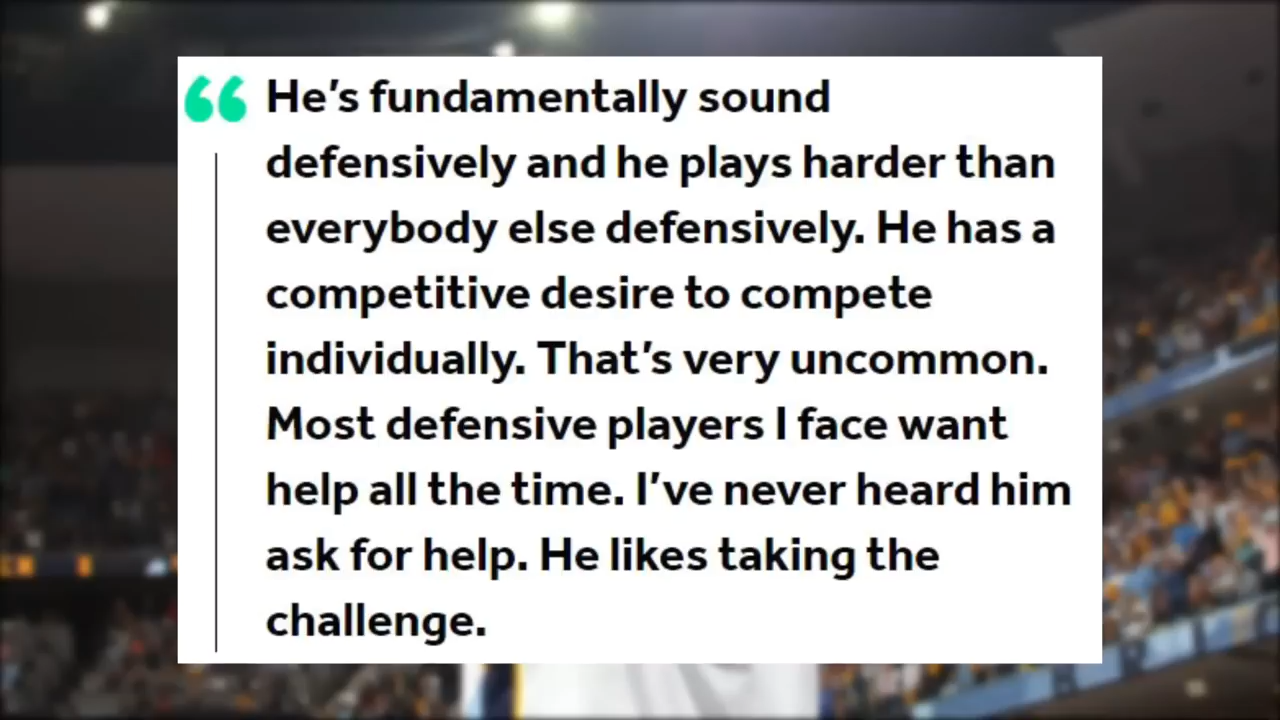 “ He’s fundamentally sound
defensively and he plays harder than
everybody else defensively. He has a
competitive desire to compete
individually. That’s very uncommon.
Most defensive players I face want
help all the time. I’ve never heard him
ask for help. He likes taking the
challenge.